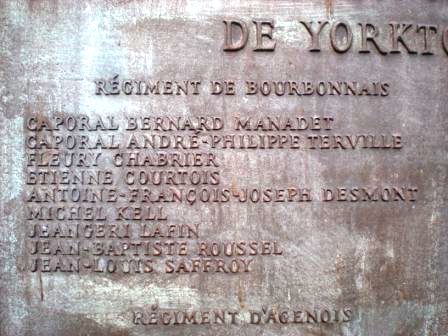 DE YORKTO
RÉGIMENT DE BOURBONNAIS
CAPORAL BERNARD MANADET
CAPORAL ANDRÉ-PHILIPPE TERVILLE
FLEURY CHABRIER
ETIENNE COURTOIS
ANTOINE-FRANÇOIS-JOSEPH DESMONT
MICHEL KELL
JEANGERI LAFIN
JEAN-BAPTISTE ROUSSEL
JEAN-LOUIS SAFFROY
RÉGIMENT D'AGENOIS